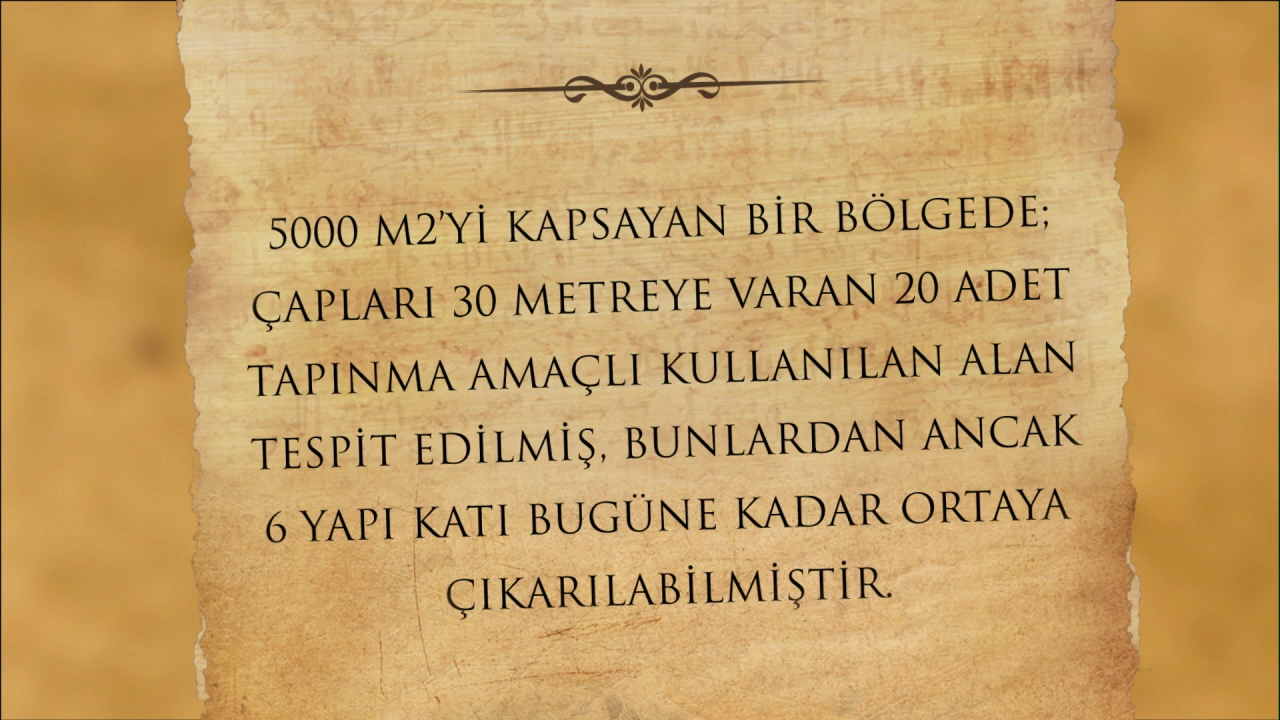 5000 M2'Yİ KAPSAYAN BİR BÖLGEDE;
ÇAPLARI 30 METREYE VARAN 20 ADET
TAPINMA AMAÇLI KULLANILAN ALAN
TESPİT EDİLMİŞ, BUNLARDAN ANCAK
6 YAPI KATI BUGÜNE KADAR ORTAYA
ÇIKARILABİLMİŞTİR.